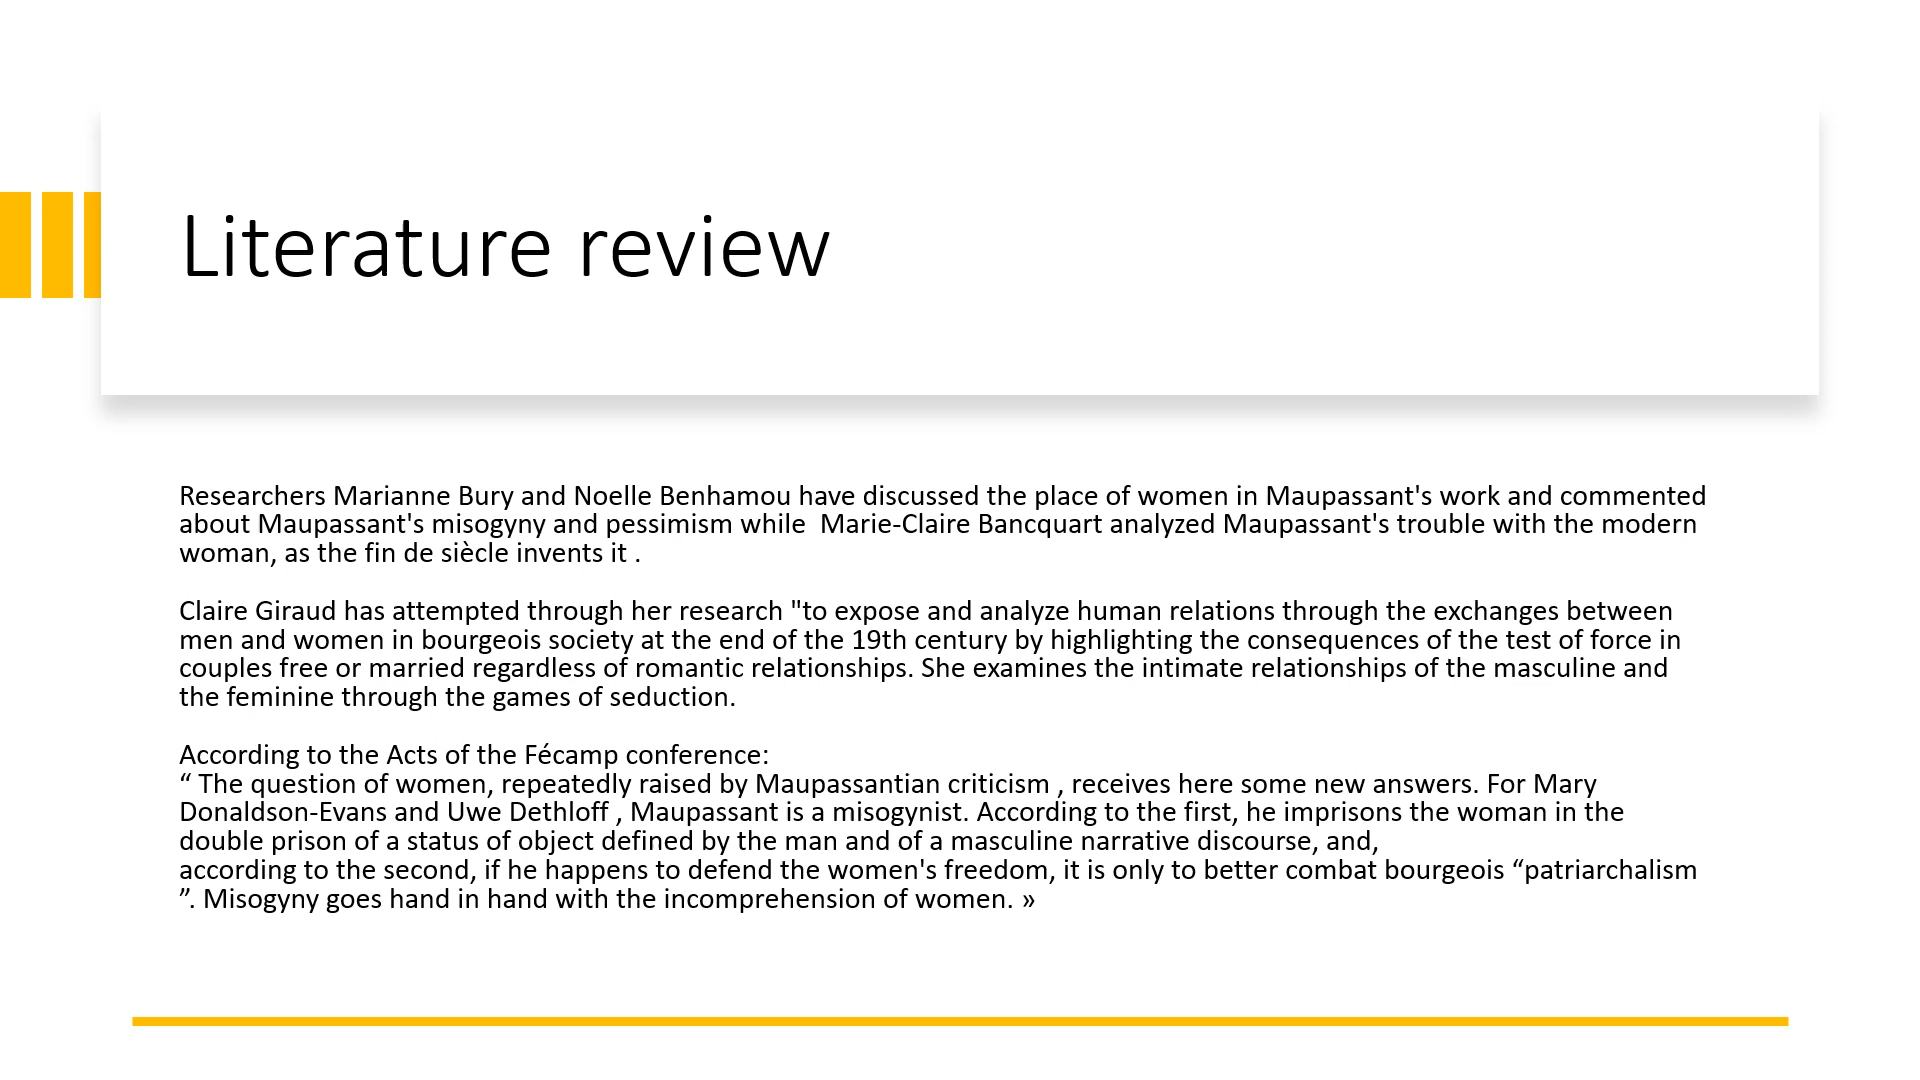 Literature review
Researchers Marianne Bury and Noelle Benhamou have discussed the place of women in Maupassant's work and commented
about Maupassant's misogyny and pessimism while  Marie-Claire Bancquart analyzed Maupassant's trouble with the modern
woman, as the fin de siècle invents it .
Claire Giraud has attempted through her research "to expose and analyze human relations through the exchanges between
men and women in bourgeois society at the end of the 19th century by highlighting the consequences of the test of force in
couples free or married regardless of romantic relationships. She examines the intimate relationships of the masculine and
the feminine through the games of seduction.
According to the Acts of the Fécamp conference:
“ The question of women, repeatedly raised by Maupassantian criticism , receives here some new answers. For Mary
Donaldson-Evans and Uwe Dethloff , Maupassant is a misogynist. According to the first, he imprisons the woman in the
double prison of a status of object defined by the man and of a masculine narrative discourse, and,
according to the second, if he happens to defend the women's freedom, it is only to better combat bourgeois “patriarchalism
”. Misogyny goes hand in hand with the incomprehension of women. »